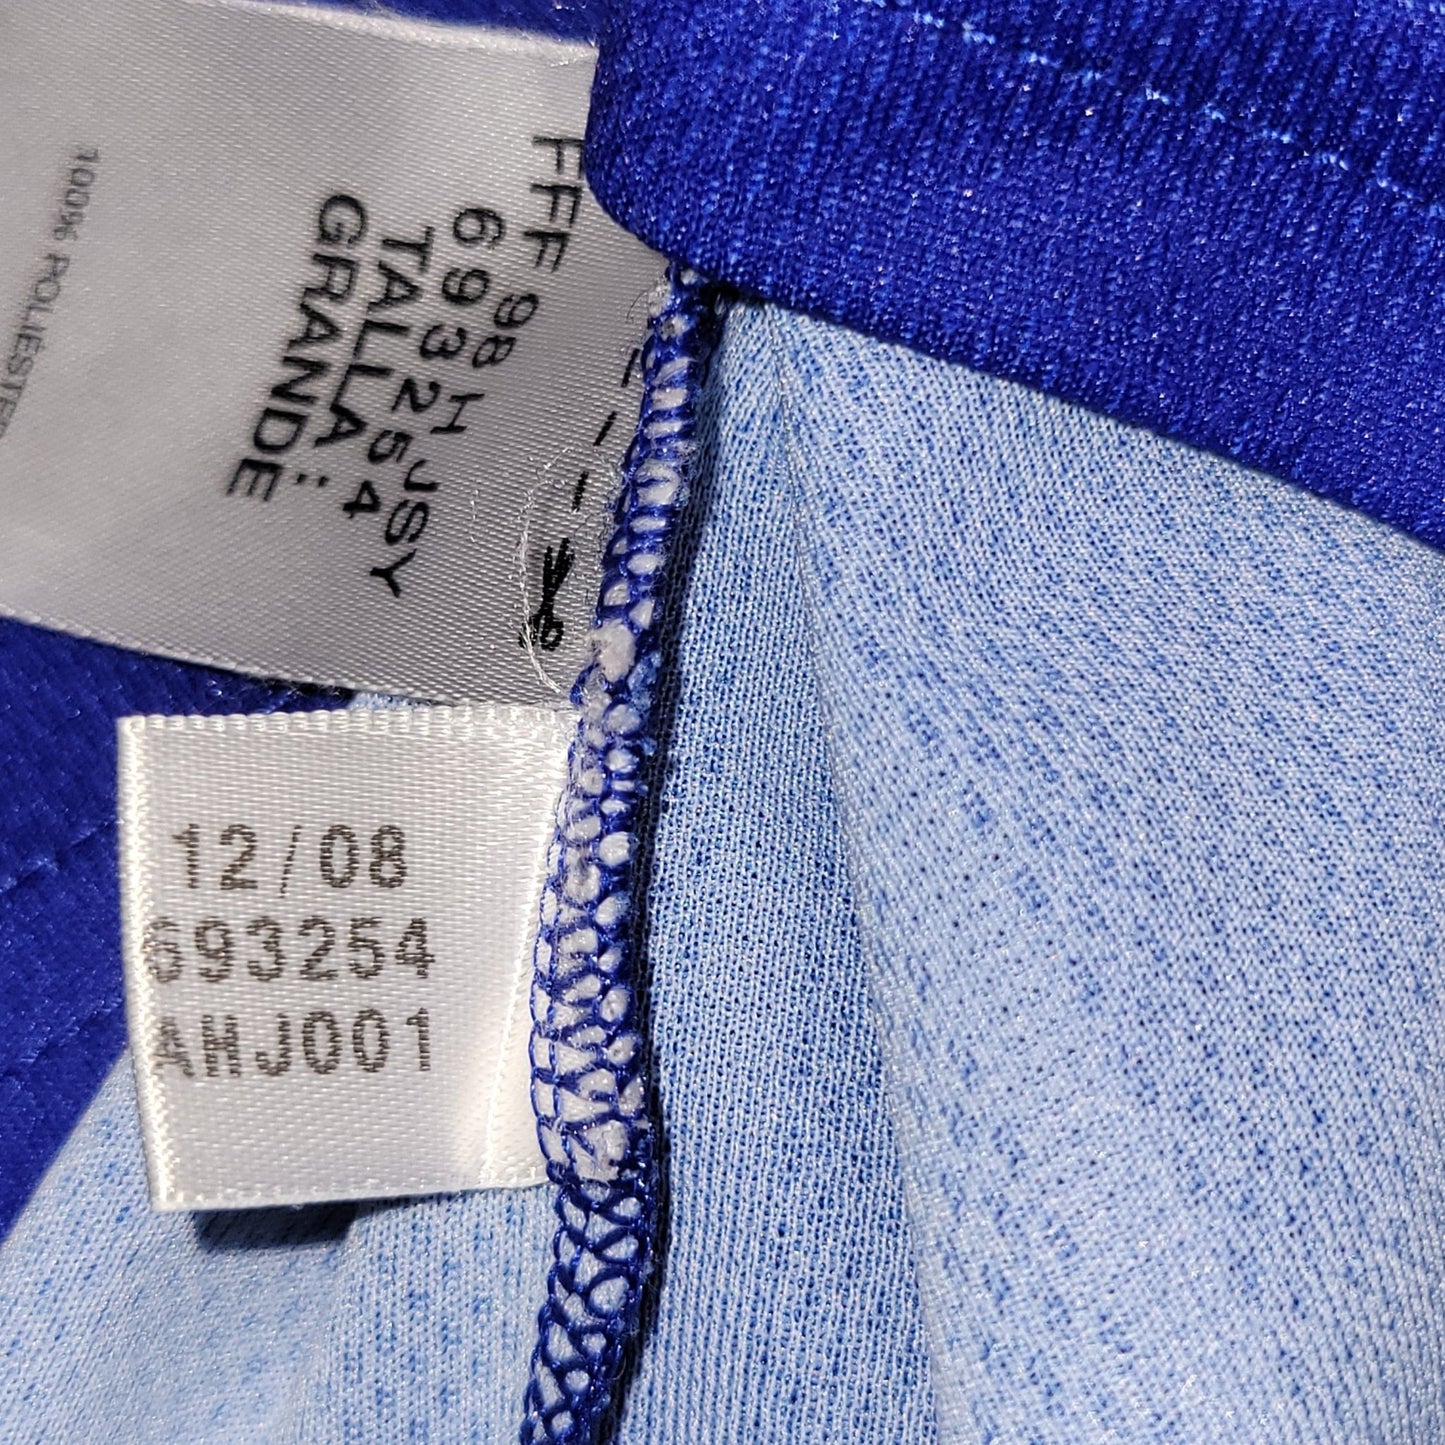 FFF 98 H JSY
693254
TALLA:
GRANDE
100% POLIESTER
12/08
693254
AHJ001